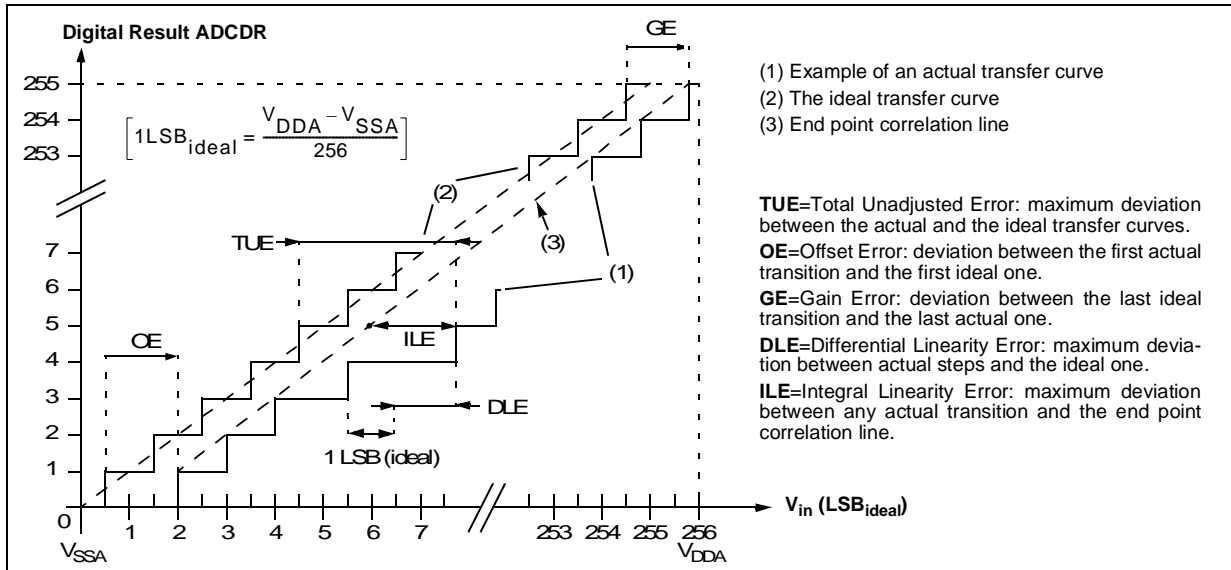 Digital Result ADCDR
GE
255
254
253
[1LSB_ideal = (V_DDA – V_SSA) / 256]
(2)
(3)
(1)
TUE
7
6
5
4
3
2
1
0
OE
ILE
DLE
1 LSB (ideal)
1 2 3 4 5 6 7 253 254 255 256
V_SSA
V_DDA
V_in (LSB_ideal)
(1) Example of an actual transfer curve
(2) The ideal transfer curve
(3) End point correlation line
TUE=Total Unadjusted Error: maximum deviation
between the actual and the ideal transfer curves.
OE=Offset Error: deviation between the first actual
transition and the first ideal one.
GE=Gain Error: deviation between the last ideal
transition and the last actual one.
DLE=Differential Linearity Error: maximum devia-
tion between actual steps and the ideal one.
ILE=Integral Linearity Error: maximum deviation
between any actual transition and the end point
correlation line.